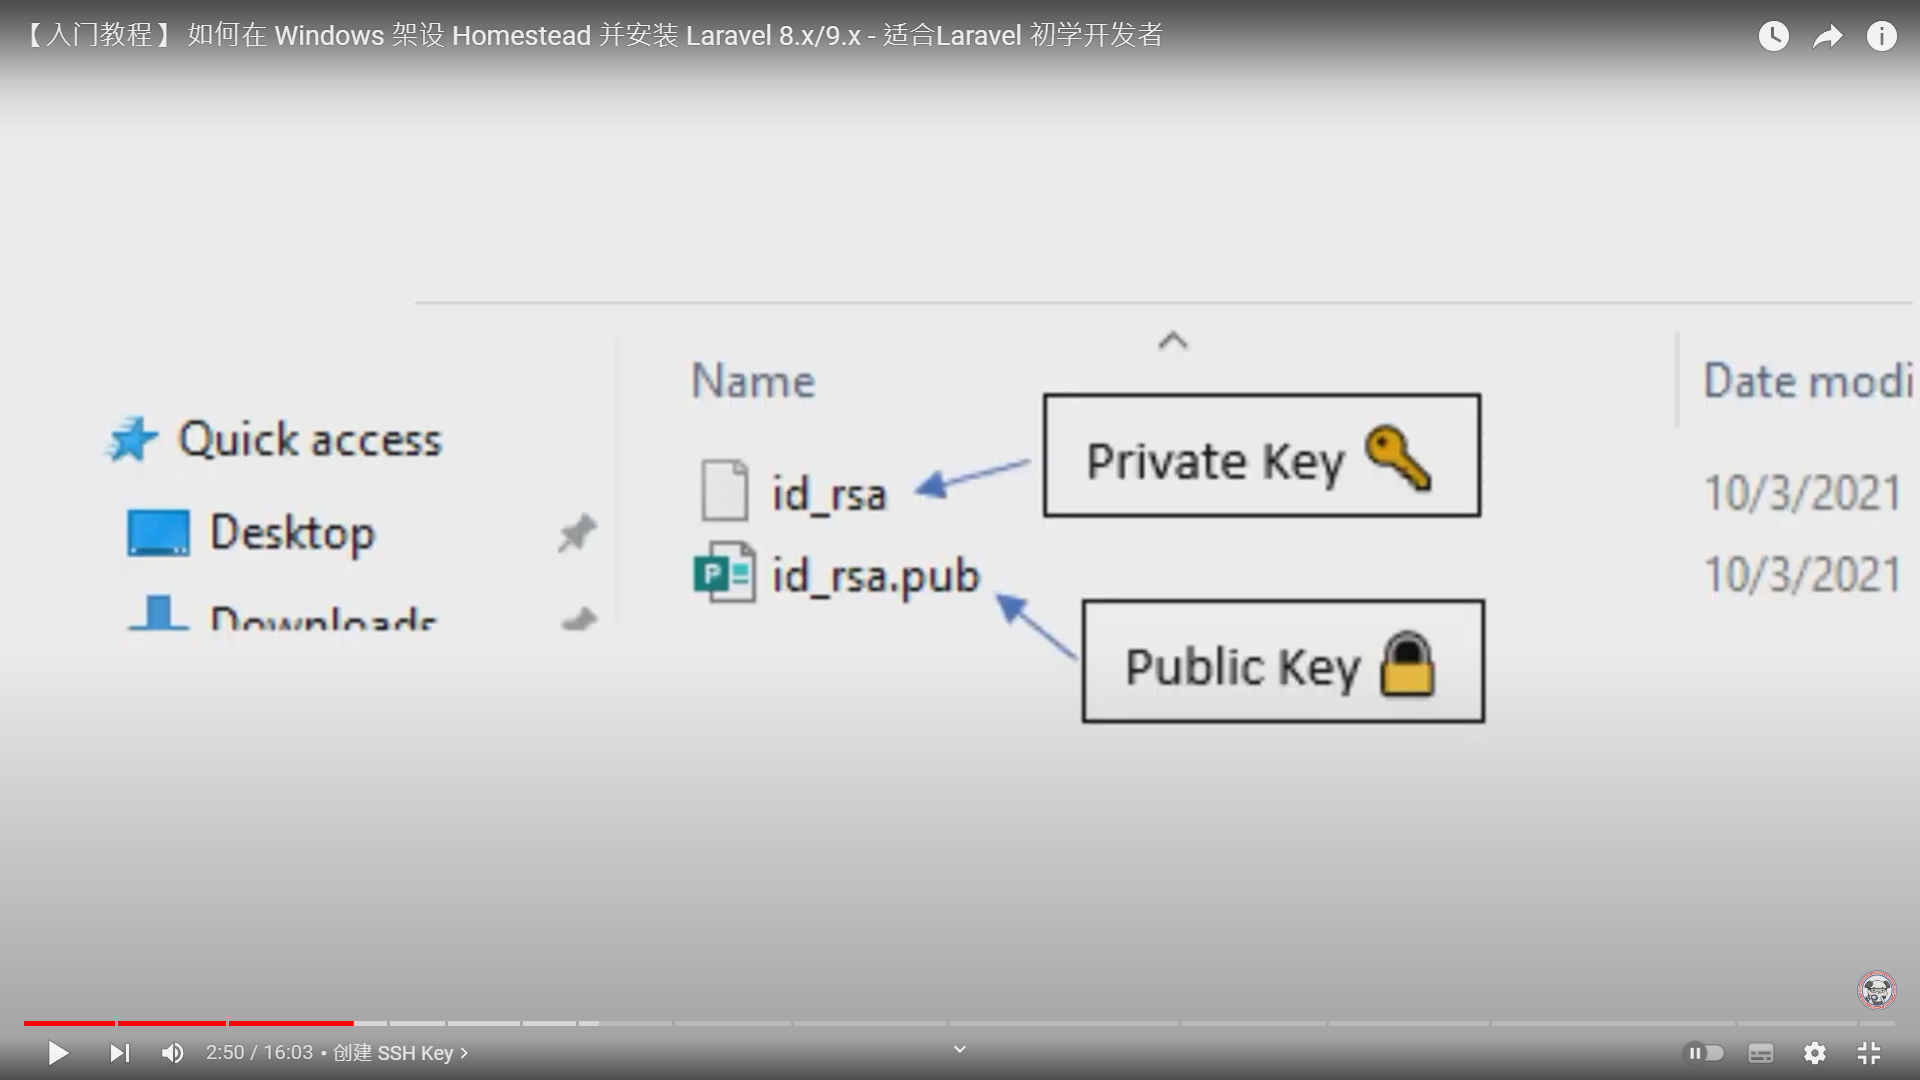 【入门教程】 如何在 Windows 架设 Homestead 并安装 Laravel 8.x/9.x - 适合Laravel 初学开发者
Name
Date modi
Quick access
Private Key
id_rsa
10/3/2021
Desktop
id_rsa.pub
10/3/2021
Downloads
Public Key
2:50 / 16:03 • 创建 SSH Key